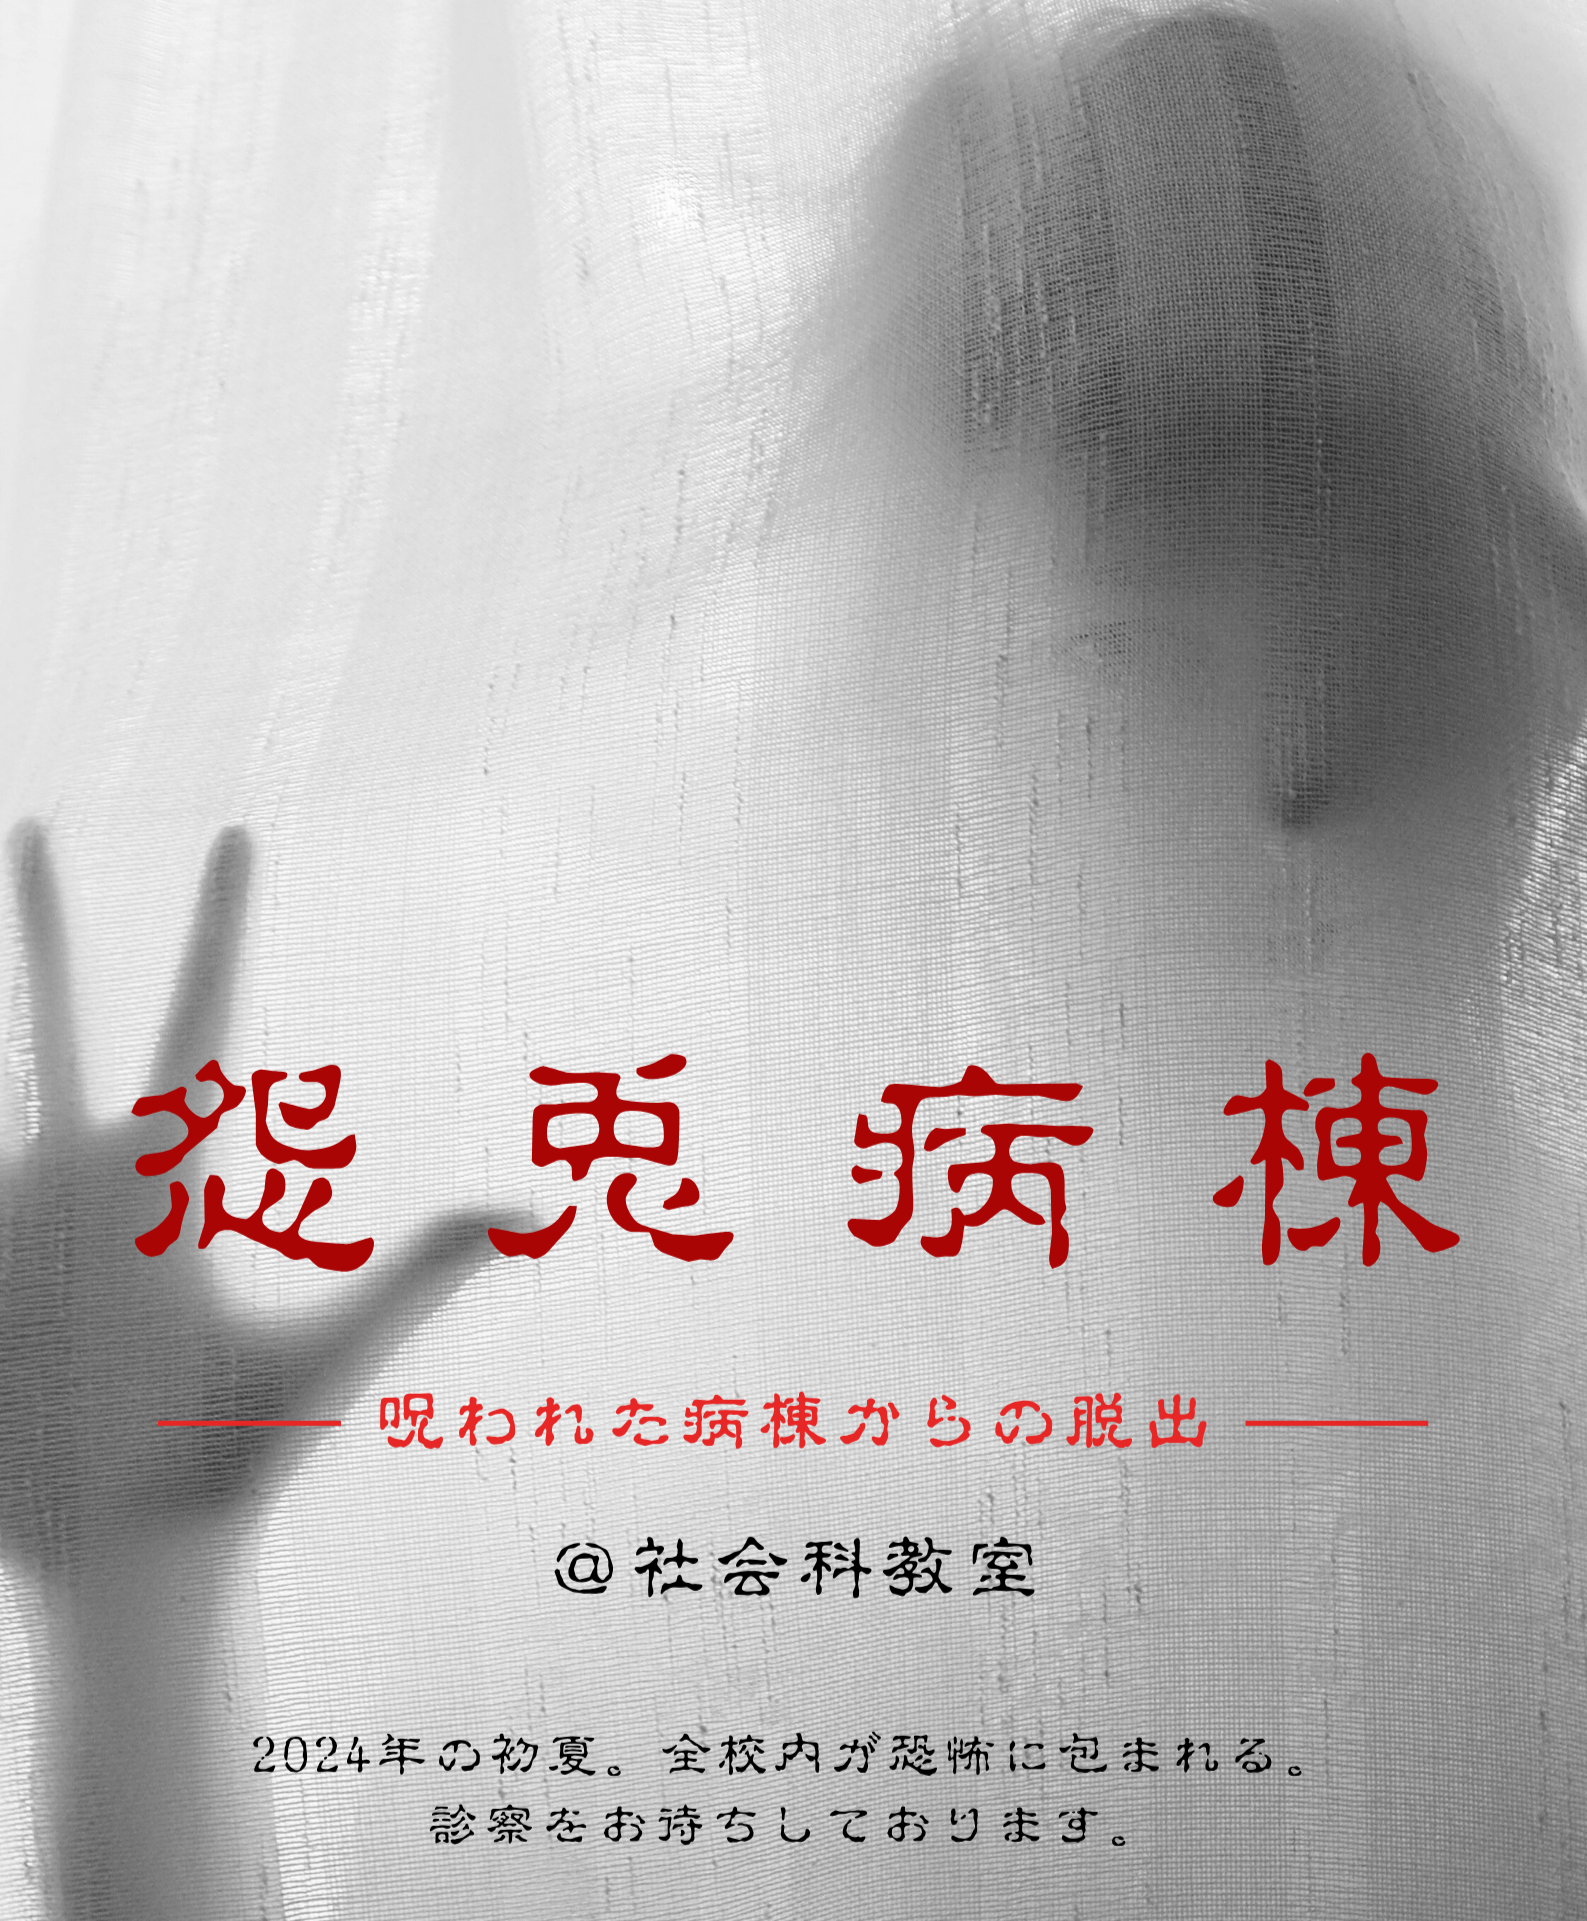 怨兎病棟
呪われた病棟からの脱出
@社会科教室
2024年の初夏。全校内が恐怖に包まれる。
診察をお待ちしております。